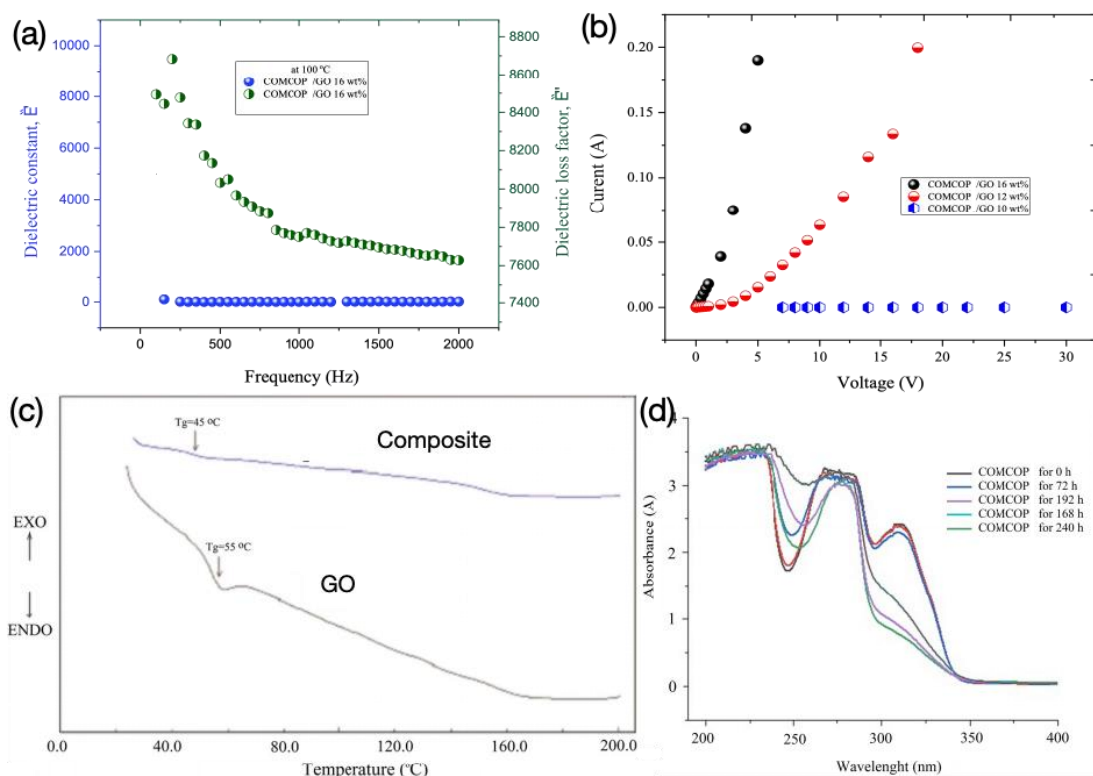 (a)
10000
8000
6000
4000
2000
0
Dielectric constant, Ё"
8800
8600
8400
8200
8000
7800
7600
7400
Dielectric loss factor, Ё"
at 100 °C
COMCOP /GO 16 wt%
COMCOP /GO 16 wt%
0 500 1000 1500 2000
Frequency (Hz)
(b)
0.20
0.15
0.10
0.05
0.00
Curent (A)
COMCOP /GO 16 wt%
COMCOP /GO 12 wt%
COMCOP /GO 10 wt%
0 5 10 15 20 25 30
Voltage (V)
(c)
Tg=45 °C
Composite
EXO
Tg=55 °C
GO
ENDO
0.0 40.0 80.0 120.0 160.0 200.0
Temperature (°C)
(d)
4
3
2
1
0
Absorbance (A)
COMCOP for 0 h
COMCOP for 72 h
COMCOP for 192 h
COMCOP for 168 h
COMCOP for 240 h
200 250 300 350 400
Wavelenght (nm)